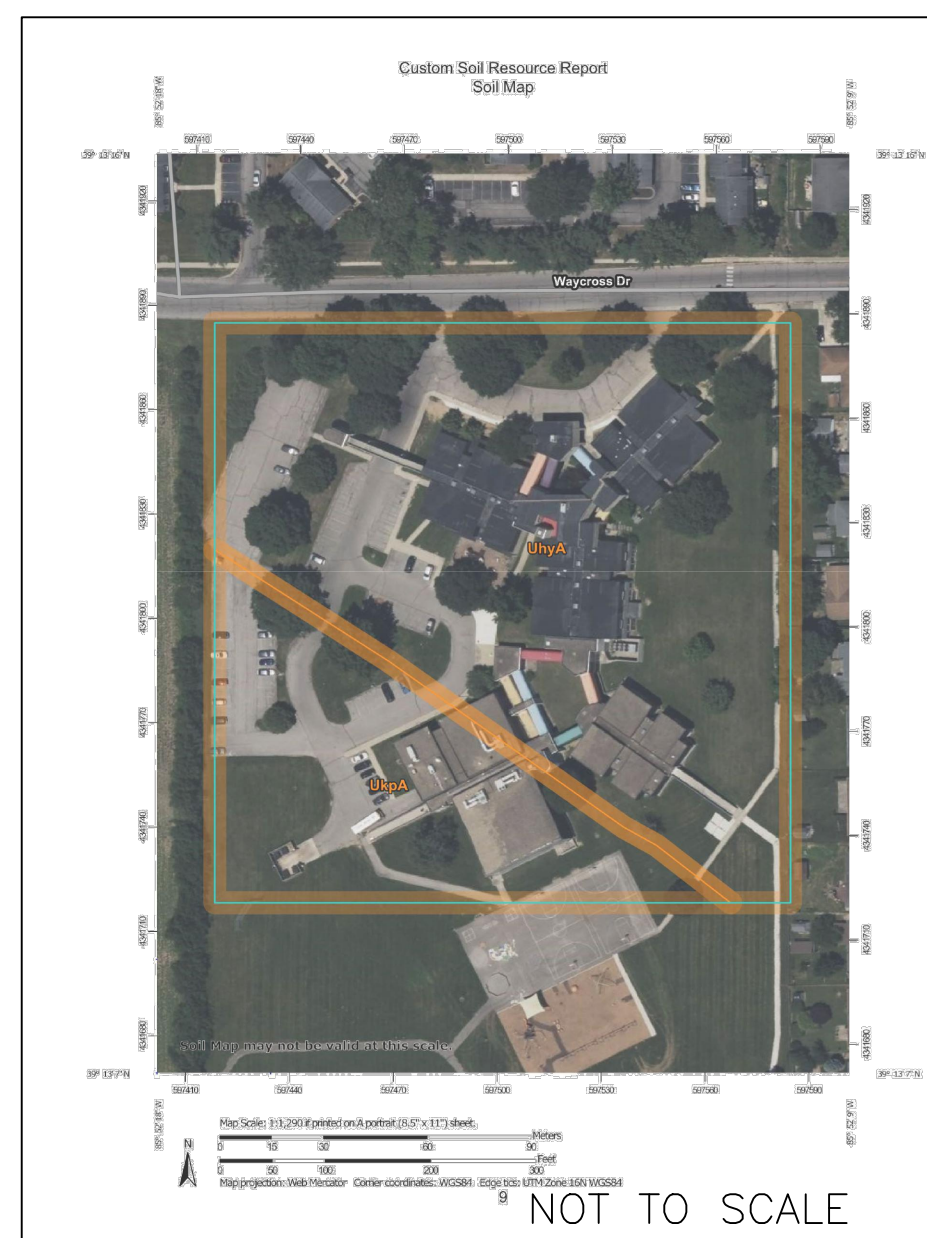 Custom Soil Resource Report
Soil Map
85° 52' 18'' W
85° 52' 9'' W
597410 597440 597470 597500 597530 597560 597590
39° 13' 16'' N
39° 13' 16'' N
4341920
4341920
Waycross Dr
4341890
4341890
4341860
4341860
4341830
4341830
UhyA
4341800
4341800
4341770
4341770
UkpA
4341740
4341740
4341710
4341710
4341680
4341680
Soil Map may not be valid at this scale.
39° 13' 7'' N
39° 13' 7'' N
597410 597440 597470 597500 597530 597560 597590
85° 52' 18'' W
85° 52' 9'' W
Map Scale: 1:1,290 if printed on A portrait (8.5" x 11") sheet.
Meters
N
0 15 30 60 90
Feet
0 50 100 200 300
Map projection: Web Mercator Corner coordinates: WGS84 Edge tics: UTM Zone 16N WGS84
9
NOT TO SCALE